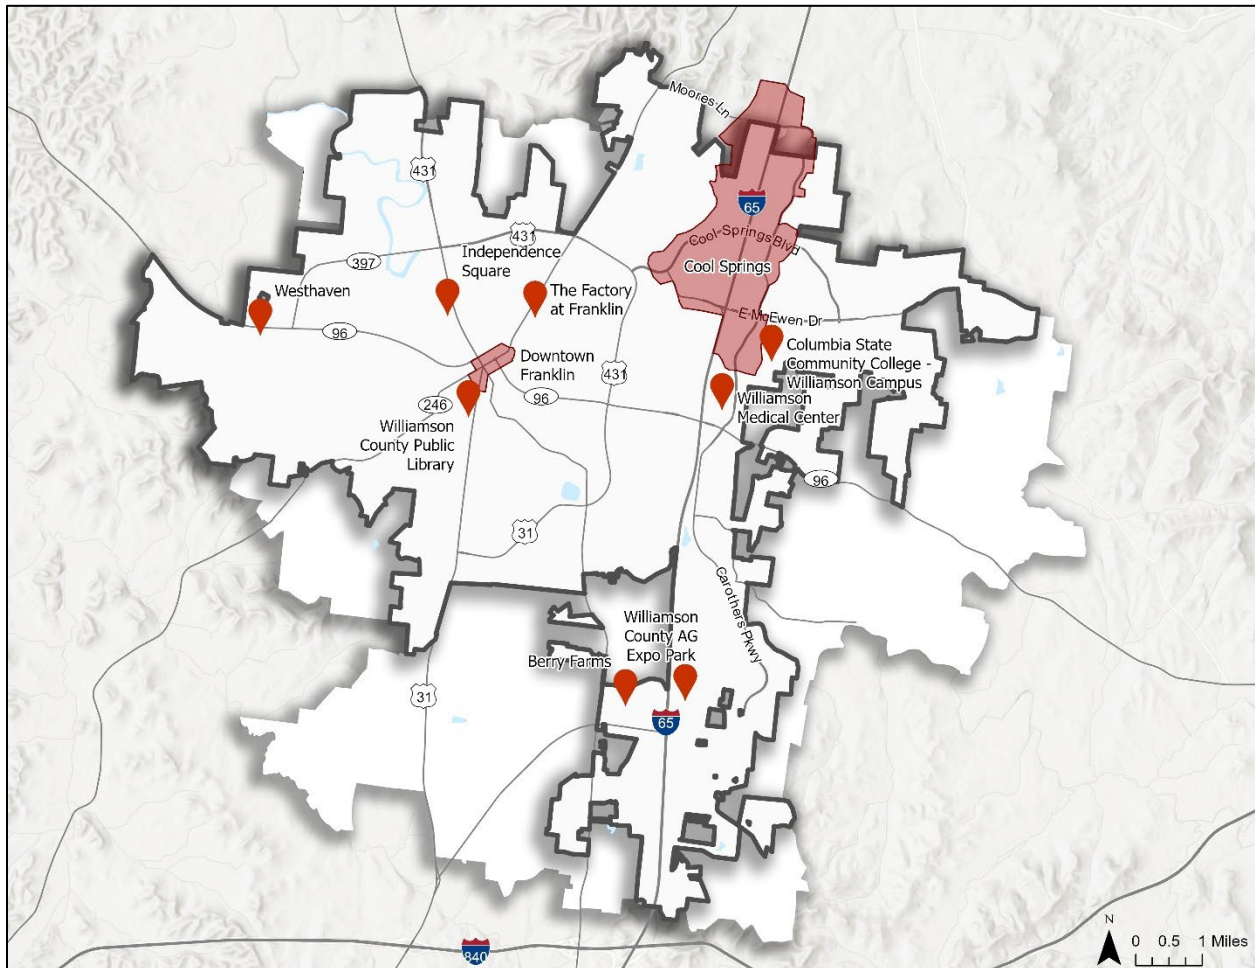 Moores Ln
431
65
Cool Springs Blvd
431
Independence
Square
397
Cool Springs
Westhaven
The Factory
at Franklin
E McEwen Dr
96
Columbia State
Community College -
Williamson Campus
Downtown
Franklin
431
96
246
Williamson
Medical Center
Williamson
County Public
Library
96
31
Carothers Pkwy
Williamson
County AG
Expo Park
Berry Farms
31
65
840
N
0 0.5 1 Miles